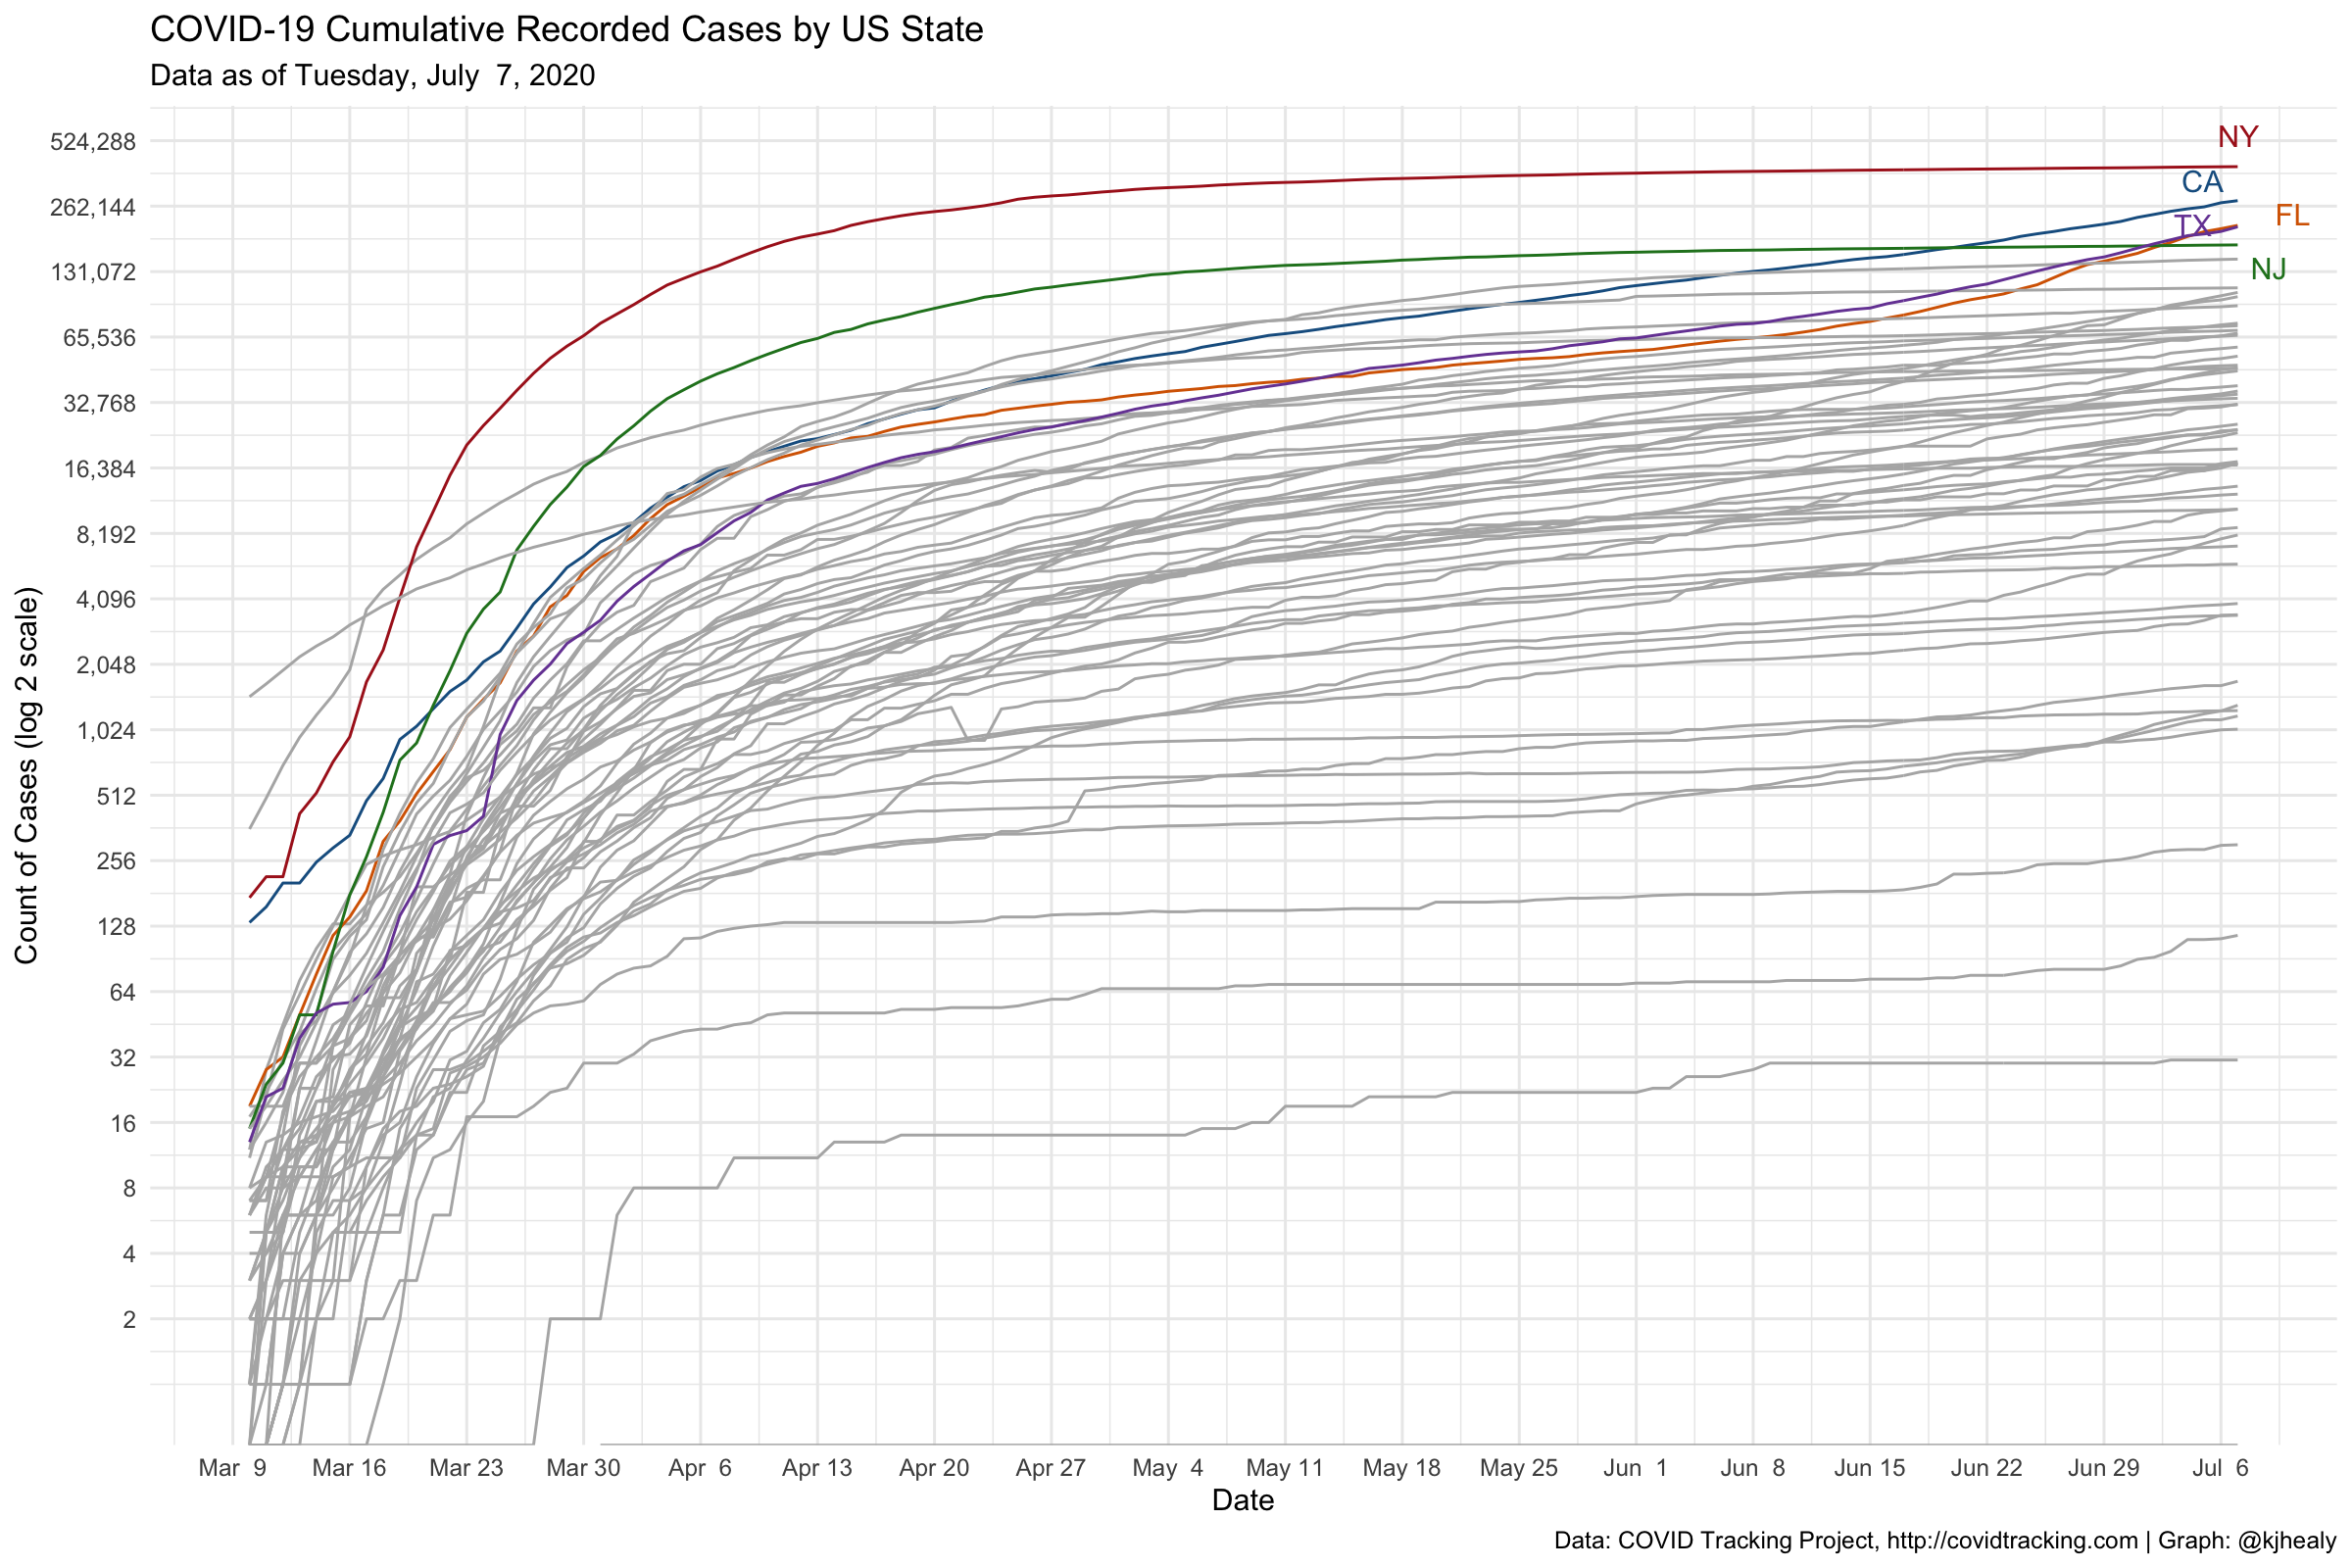 COVID-19 Cumulative Recorded Cases by US State
Data as of Tuesday, July  7, 2020
Count of Cases (log 2 scale)
524,288
262,144
131,072
65,536
32,768
16,384
8,192
4,096
2,048
1,024
512
256
128
64
32
16
8
4
2
NY
CA
FL
TX
NJ
Mar  9 Mar 16 Mar 23 Mar 30 Apr  6 Apr 13 Apr 20 Apr 27 May  4 May 11 May 18 May 25 Jun  1 Jun  8 Jun 15 Jun 22 Jun 29 Jul  6
Date
Data: COVID Tracking Project, http://covidtracking.com | Graph: @kjhealy